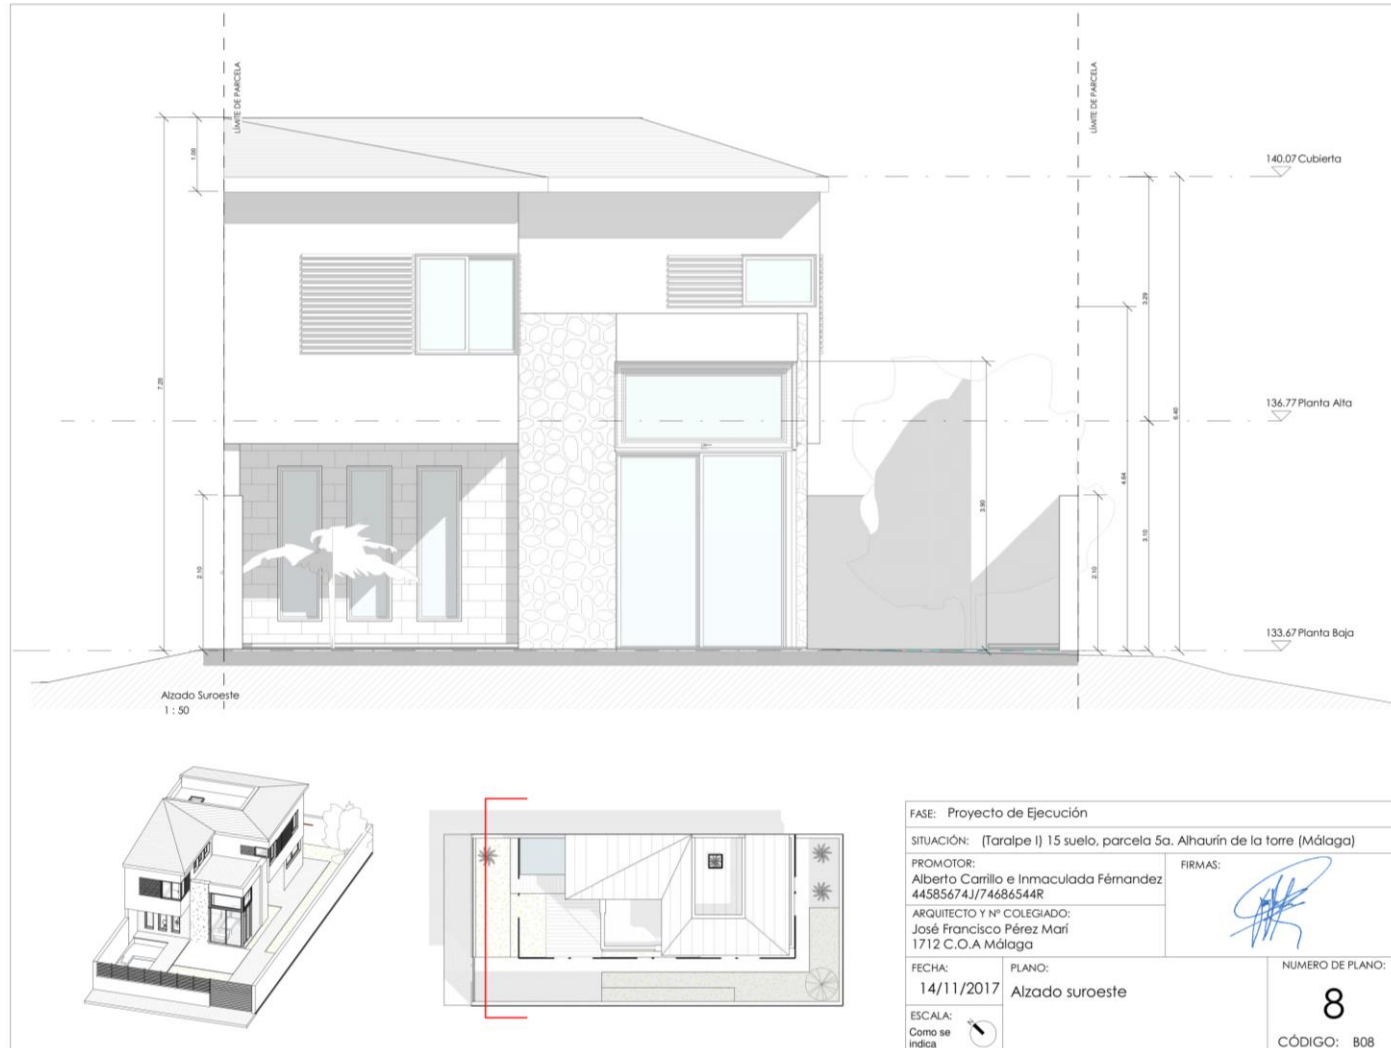 LÍMITE DE PARCELA
LÍMITE DE PARCELA
1.00
7.28
2.10
140.07 Cubierta
3.29
6.40
4.64
136.77 Planta Alta
3.90
3.10
2.10
133.67 Planta Baja
Alzado Suroeste
1 : 50
FASE: Proyecto de Ejecución
SITUACIÓN: (Taralpe I) 15 suelo, parcela 5a. Alhaurín de la torre (Málaga)
PROMOTOR:
Alberto Carrillo e Inmaculada Férnandez
44585674J/74686544R
FIRMAS:
ARQUITECTO Y Nº COLEGIADO:
José Francisco Pérez Marí
1712 C.O.A Málaga
FECHA:
14/11/2017
PLANO:
Alzado suroeste
NUMERO DE PLANO:
8
ESCALA:
Como se
indica
CÓDIGO: B08